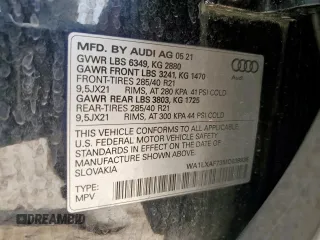 MFD. BY AUDI AG 05 21
GVWR LBS 6349, KG 2880
GAWR FRONT LBS 3241, KG 1470
FRONT-TIRES 285/40 R21
9,5JX21 RIMS, AT 280 KPA/ 41 PSI COLD
GAWR REAR LBS 3803, KG 1725
REAR-TIRES 285/40 R21
9,5JX21 RIMS, AT 300 KPA/ 44 PSI COLD
THIS VEHICLE CONFORMS TO ALL APPLICABLE
U.S. FEDERAL MOTOR VEHICLE
SAFETY STANDARDS IN EFFECT ON THE DATE OF
MANUFACTURE SHOWN ABOVE
SLOVAKIA
TYPE:
MPV
Audi
DREAMBID